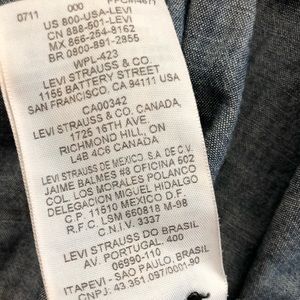 0711 000
US 800-USA-LEVI
CN 888-501-LEVI
MX 866-254-8162
BR 0800-891-2855
WPL-423
LEVI STRAUSS & CO.
1155 BATTERY STREET
SAN FRANCISCO, CA 94111 USA
CA00342
LEVI STRAUSS & CO. CANADA,
1725 16TH AVE
RICHMOND HILL, ON
L4B 4C6 CANADA
LEVI STRAUSS DE MEXICO S.A. DE C.V.
JAIME BALMES #8 OFICINA 502
COL. LOS MORALES POLANCO
DELEGACION MIGUEL HIDALGO
C.P. 11510 MEXICO D.F.
R.F.C. LSM 660818 M-98
C.N.I.V. 3337
LEVI STRAUSS DO BRASIL
AV. PORTUGAL, 400
06990-110
ITAPEVI - SAO PAULO, BRASIL
CNPJ: 43.351.097/0001-90